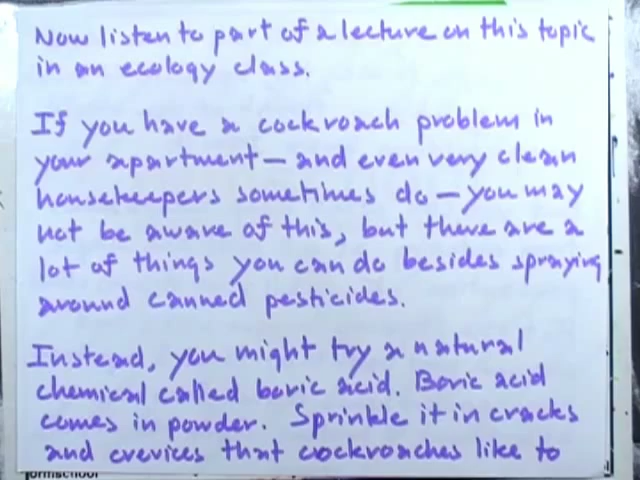 Now listen to part of a lecture on this topic
in an ecology class.
If you have a cockroach problem in
your apartment — and even very clean
housekeepers sometimes do — you may
not be aware of this, but there are a
lot of things you can do besides spraying
around canned pesticides.
Instead, you might try a natural
chemical called boric acid. Boric acid
comes in powder. Sprinkle it in cracks
and crevices that cockroaches like to
ormschool